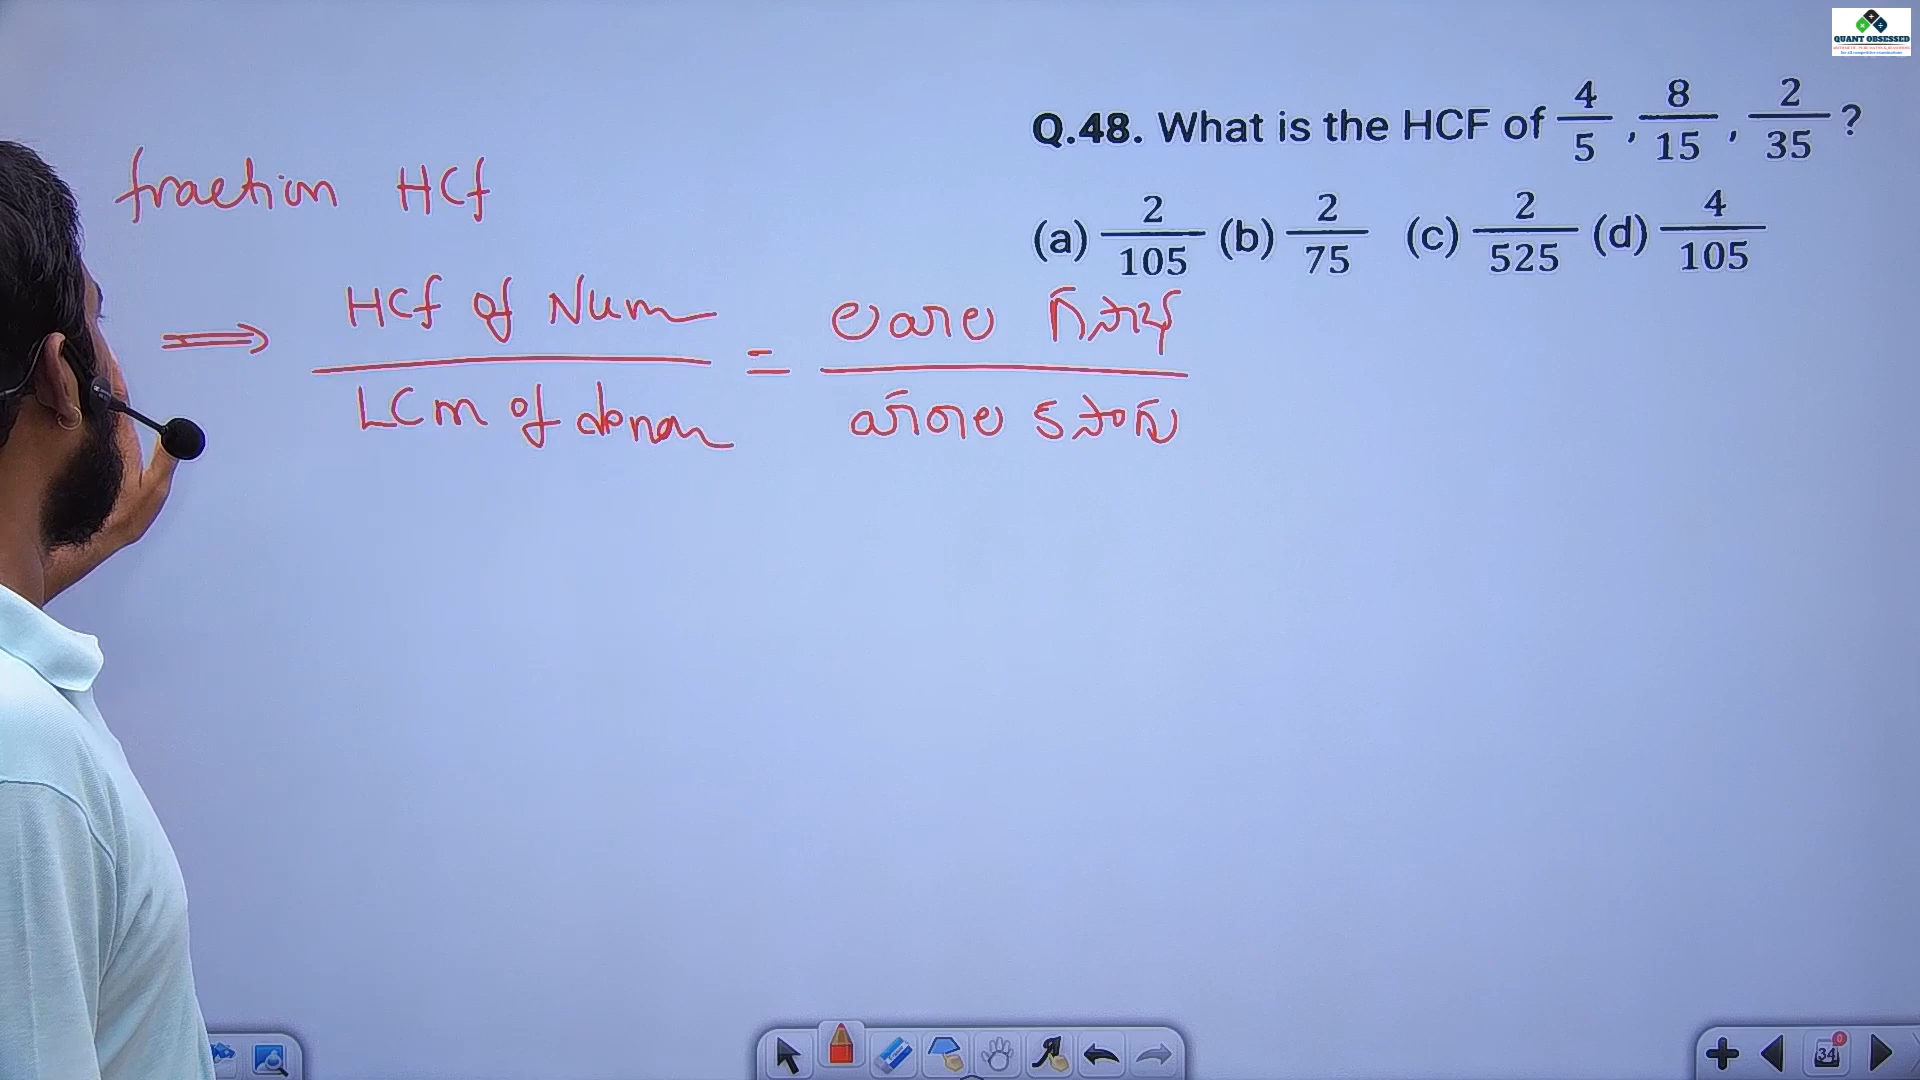 QUANT OBSESSED
Q.48. What is the HCF of 4/5, 8/15, 2/35 ?
(a) 2/105 (b) 2/75 (c) 2/525 (d) 4/105
fraction HCf
⇒ HCf of Num / LCm of = లవాల గసాభ / హారాల కసాగు
34